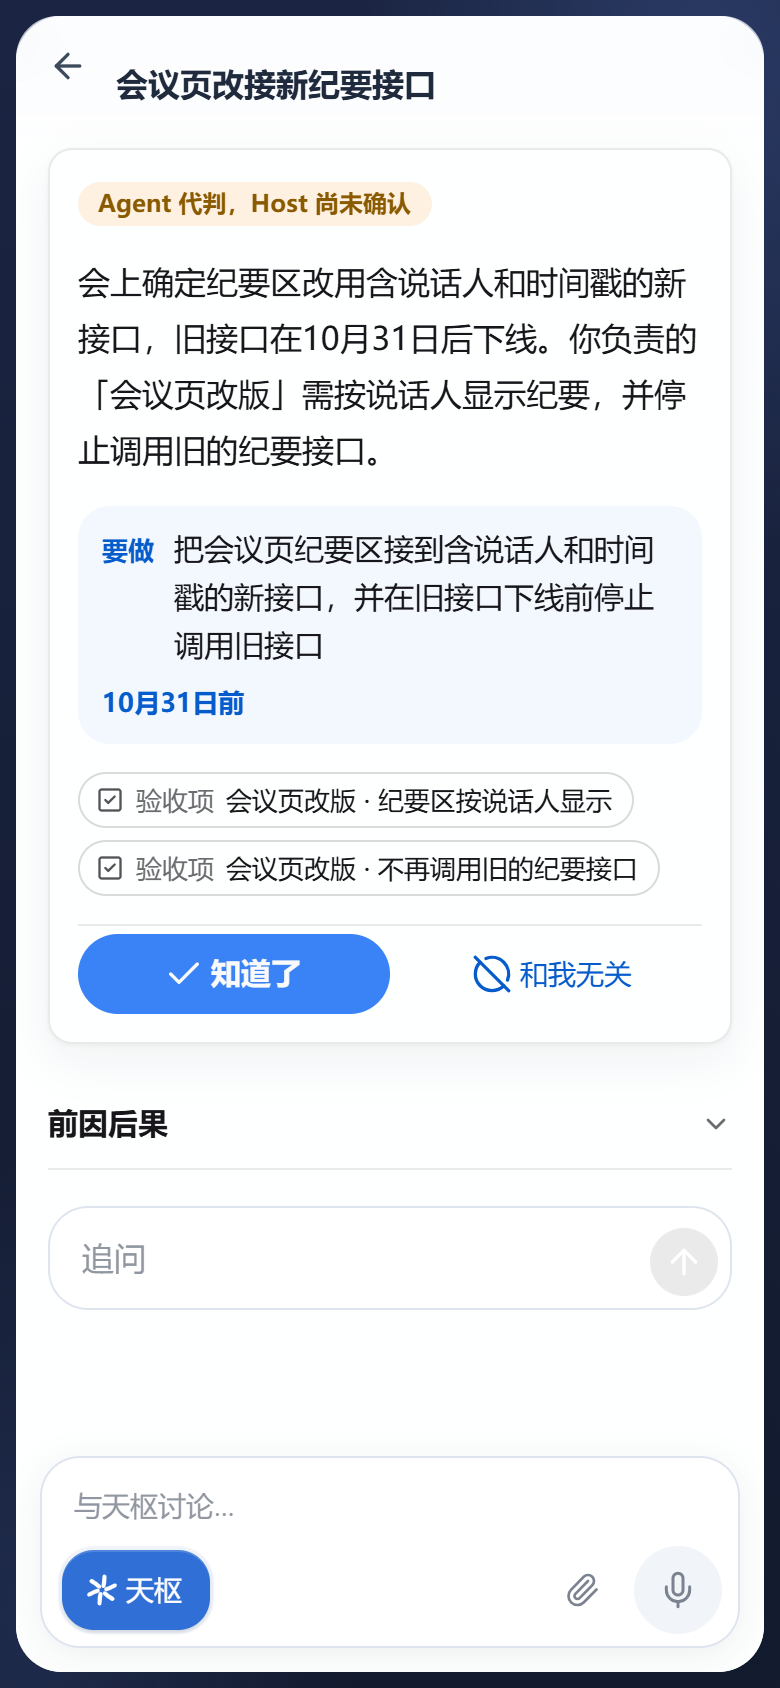 会议页改接新纪要接口
Agent 代判，Host 尚未确认
会上确定纪要区改用含说话人和时间戳的新
接口，旧接口在10月31日后下线。你负责的
「会议页改版」需按说话人显示纪要，并停
止调用旧的纪要接口。
要做 把会议页纪要区接到含说话人和时间
戳的新接口，并在旧接口下线前停止
调用旧接口
10月31日前
验收项 会议页改版 · 纪要区按说话人显示
验收项 会议页改版 · 不再调用旧的纪要接口
知道了 和我无关
前因后果
追问
与天枢讨论...
天枢